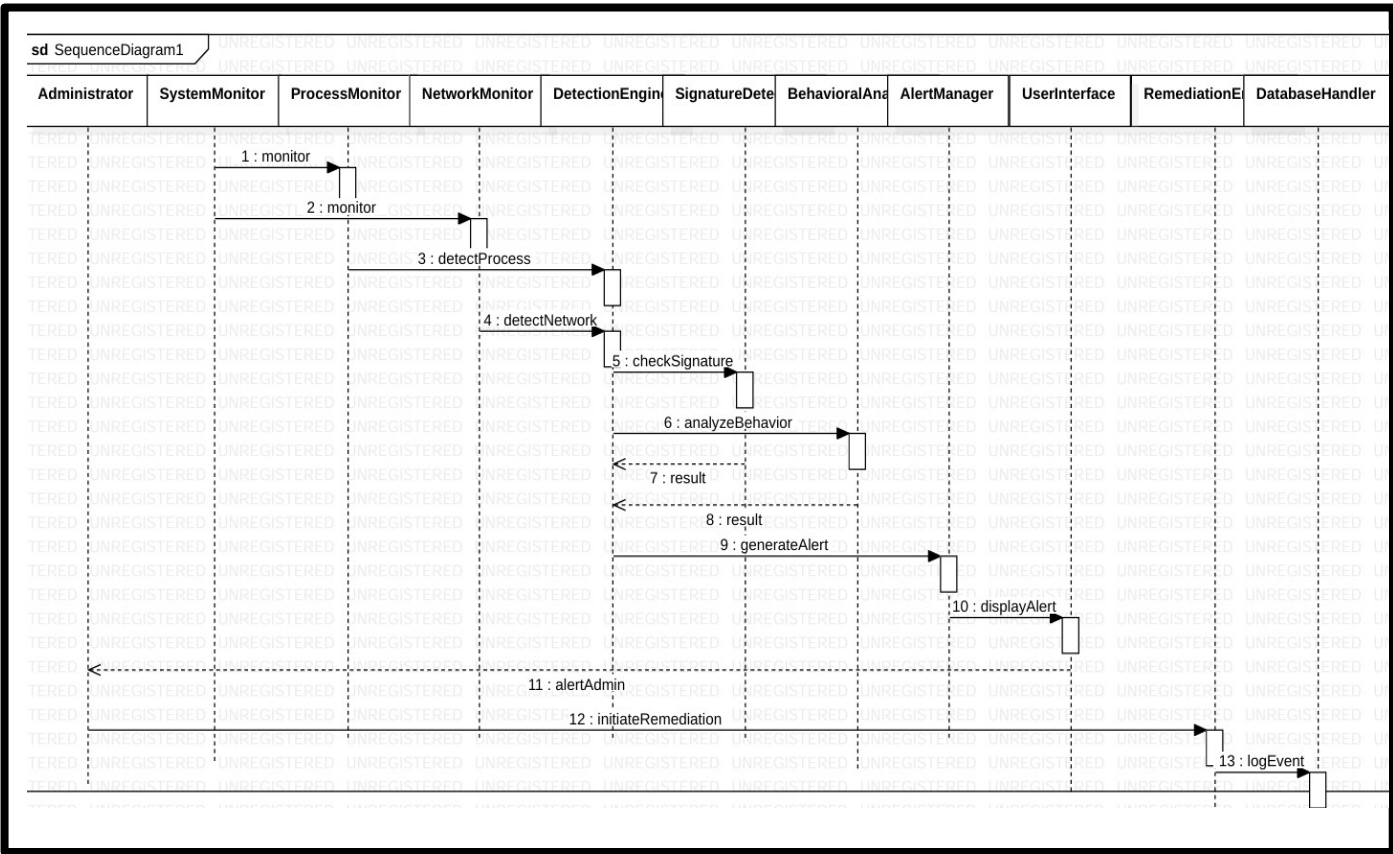 sd SequenceDiagram1
Administrator SystemMonitor ProcessMonitor NetworkMonitor DetectionEngin SignatureDete BehavioralAna AlertManager UserInterface RemediationE DatabaseHandler
1 : monitor
2 : monitor
3 : detectProcess
4 : detectNetwork
5 : checkSignature
6 : analyzeBehavior
7 : result
8 : result
9 : generateAlert
10 : displayAlert
11 : alertAdmin
12 : initiateRemediation
13 : logEvent
UNREGISTERED